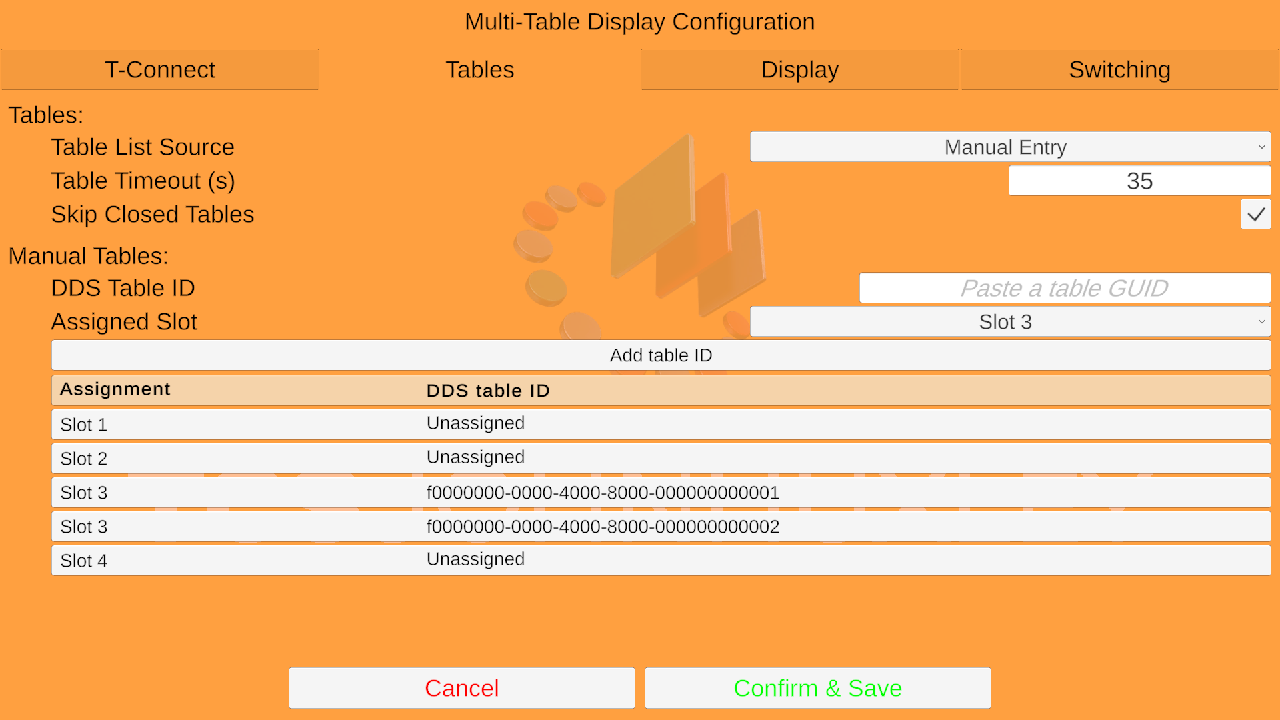 Multi-Table Display Configuration
T-Connect Tables Display Switching
Tables:
Table List Source Manual Entry
Table Timeout (s) 35
Skip Closed Tables
Manual Tables:
DDS Table ID Paste a table GUID
Assigned Slot Slot 3
Add table ID
Assignment DDS table ID
Slot 1 Unassigned
Slot 2 Unassigned
Slot 3 f0000000-0000-4000-8000-000000000001
Slot 3 f0000000-0000-4000-8000-000000000002
Slot 4 Unassigned
Cancel Confirm & Save